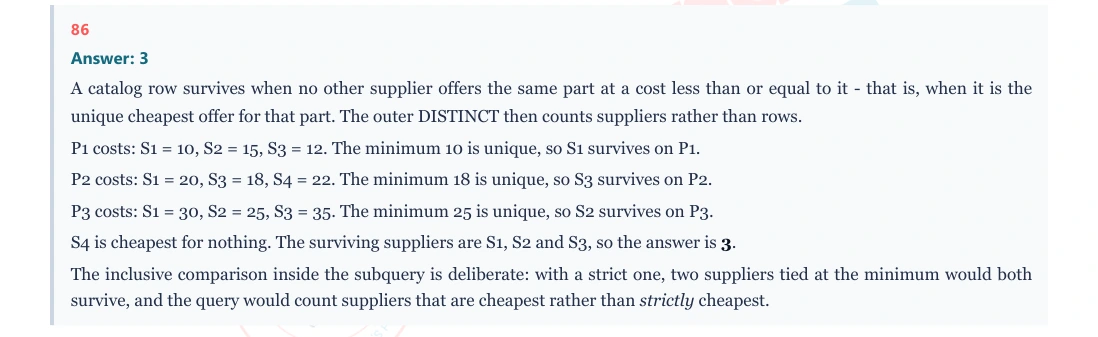 86
Answer: 3
A catalog row survives when no other supplier offers the same part at a cost less than or equal to it - that is, when it is the
unique cheapest offer for that part. The outer DISTINCT then counts suppliers rather than rows.
P1 costs: S1 = 10, S2 = 15, S3 = 12. The minimum 10 is unique, so S1 survives on P1.
P2 costs: S1 = 20, S3 = 18, S4 = 22. The minimum 18 is unique, so S3 survives on P2.
P3 costs: S1 = 30, S2 = 25, S3 = 35. The minimum 25 is unique, so S2 survives on P3.
S4 is cheapest for nothing. The surviving suppliers are S1, S2 and S3, so the answer is 3.
The inclusive comparison inside the subquery is deliberate: with a strict one, two suppliers tied at the minimum would both
survive, and the query would count suppliers that are cheapest rather than strictly cheapest.